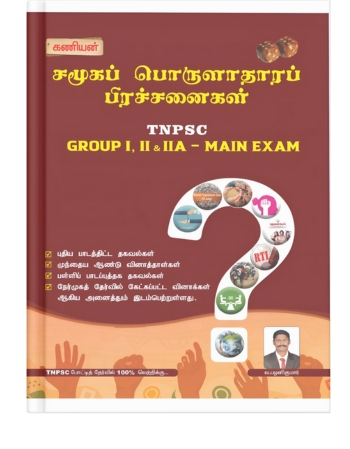 கணியன்
சமூகப் பொருளாதாரப்
பிரச்சனைகள்
TNPSC
GROUP I, II & IIA – MAIN EXAM
புதிய பாடத்திட்ட தகவல்கள்
முந்தைய ஆண்டு வினாத்தாள்கள்
பள்ளிப் பாடப்புத்தக தகவல்கள்
நேர்முகத் தேர்வில் கேட்கப்பட்ட வினாக்கள்
ஆகிய அனைத்தும் இடம்பெற்றுள்ளது.
RTI
TNPSC போட்டித் தேர்வில் 100% வெற்றிக்கு...